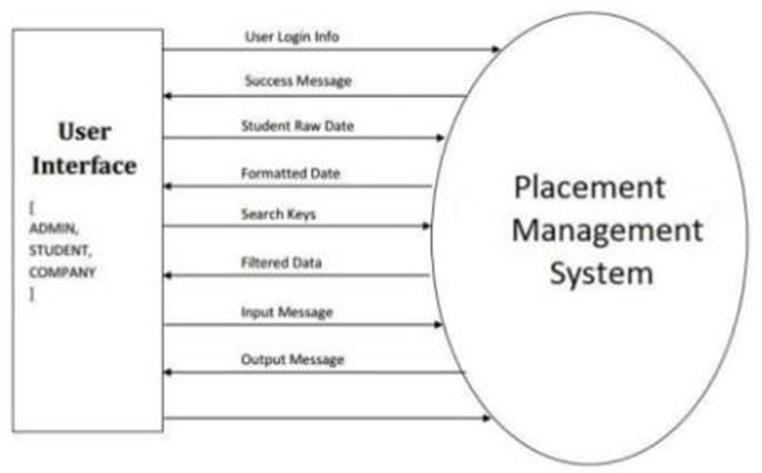 User Login Info
Success Message
Student Raw Date
Formatted Date
Search Keys
Filtered Data
Input Message
Output Message
User
Interface
[
ADMIN,
STUDENT,
COMPANY
]
Placement
Management
System